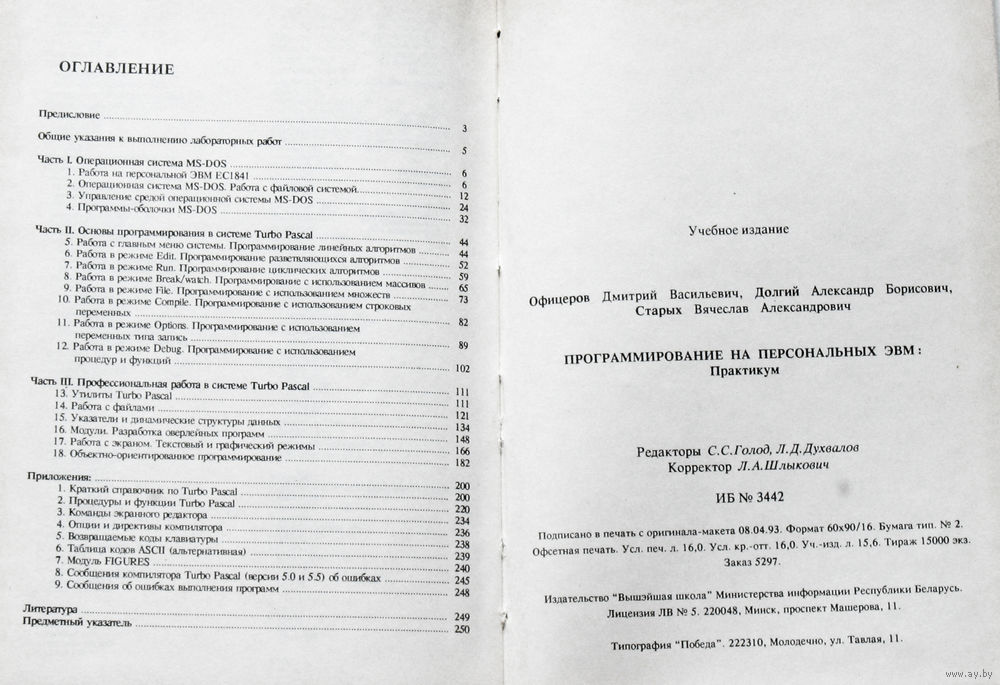 ОГЛАВЛЕНИЕ
Предисловие 3
Общие указания к выполнению лабораторных работ 5
Часть I. Операционная система MS-DOS 6
1. Работа на персональной ЭВМ ЕС1841 6
2. Операционная система MS-DOS. Работа с файловой системой 12
3. Управление средой операционной системы MS-DOS 24
4. Программы-оболочки MS-DOS 32
Часть II. Основы программирования в системе Turbo Pascal 44
5. Работа с главным меню системы. Программирование линейных алгоритмов 44
6. Работа в режиме Edit. Программирование разветвляющихся алгоритмов 52
7. Работа в режиме Run. Программирование циклических алгоритмов 59
8. Работа в режиме Break/watch. Программирование с использованием массивов 65
9. Работа в режиме File. Программирование с использованием множеств 73
10. Работа в режиме Compile. Программирование с использованием строковых
переменных 82
11. Работа в режиме Options. Программирование с использованием
переменных типа запись 89
12. Работа в режиме Debug. Программирование с использованием
процедур и функций 102
Часть III. Профессиональная работа в системе Turbo Pascal 111
13. Утилиты Turbo Pascal 111
14. Работа с файлами 121
15. Указатели и динамические структуры данных 134
16. Модули. Разработка оверлейных программ 148
17. Работа с экраном. Текстовый и графический режимы 166
18. Объектно-ориентированное программирование 182
Приложения: 200
1. Краткий справочник по Turbo Pascal 200
2. Процедуры и функции Turbo Pascal 220
3. Команды экранного редактора 234
4. Опции и директивы компилятора 236
5. Возвращаемые коды клавиатуры 238
6. Таблица кодов ASCII (альтернативная) 239
7. Модуль FIGURES 240
8. Сообщения компилятора Turbo Pascal (версии 5.0 и 5.5) об ошибках 245
9. Сообщения об ошибках выполнения программ 248
Литература 249
Предметный указатель 250
Учебное издание
Офицеров Дмитрий Васильевич, Долгий Александр Борисович,
Старых Вячеслав Александрович
ПРОГРАММИРОВАНИЕ НА ПЕРСОНАЛЬНЫХ ЭВМ:
Практикум
Редакторы С.С.Голод, Л.Д.Духвалов
Корректор Л.А.Шлыкович
ИБ № 3442
Подписано в печать с оригинала-макета 08.04.93. Формат 60х90/16. Бумага тип. № 2.
Офсетная печать. Усл. печ. л. 16,0. Усл. кр.-отт. 16,0. Уч.-изд. л. 15,6. Тираж 15000 экз.
Заказ 5297.
Издательство "Вышэйшая школа" Министерства информации Республики Беларусь.
Лицензия ЛВ № 5. 220048, Минск, проспект Машерова, 11.
Типография "Победа". 222310, Молодечно, ул. Тавлая, 11.
www.ay.by